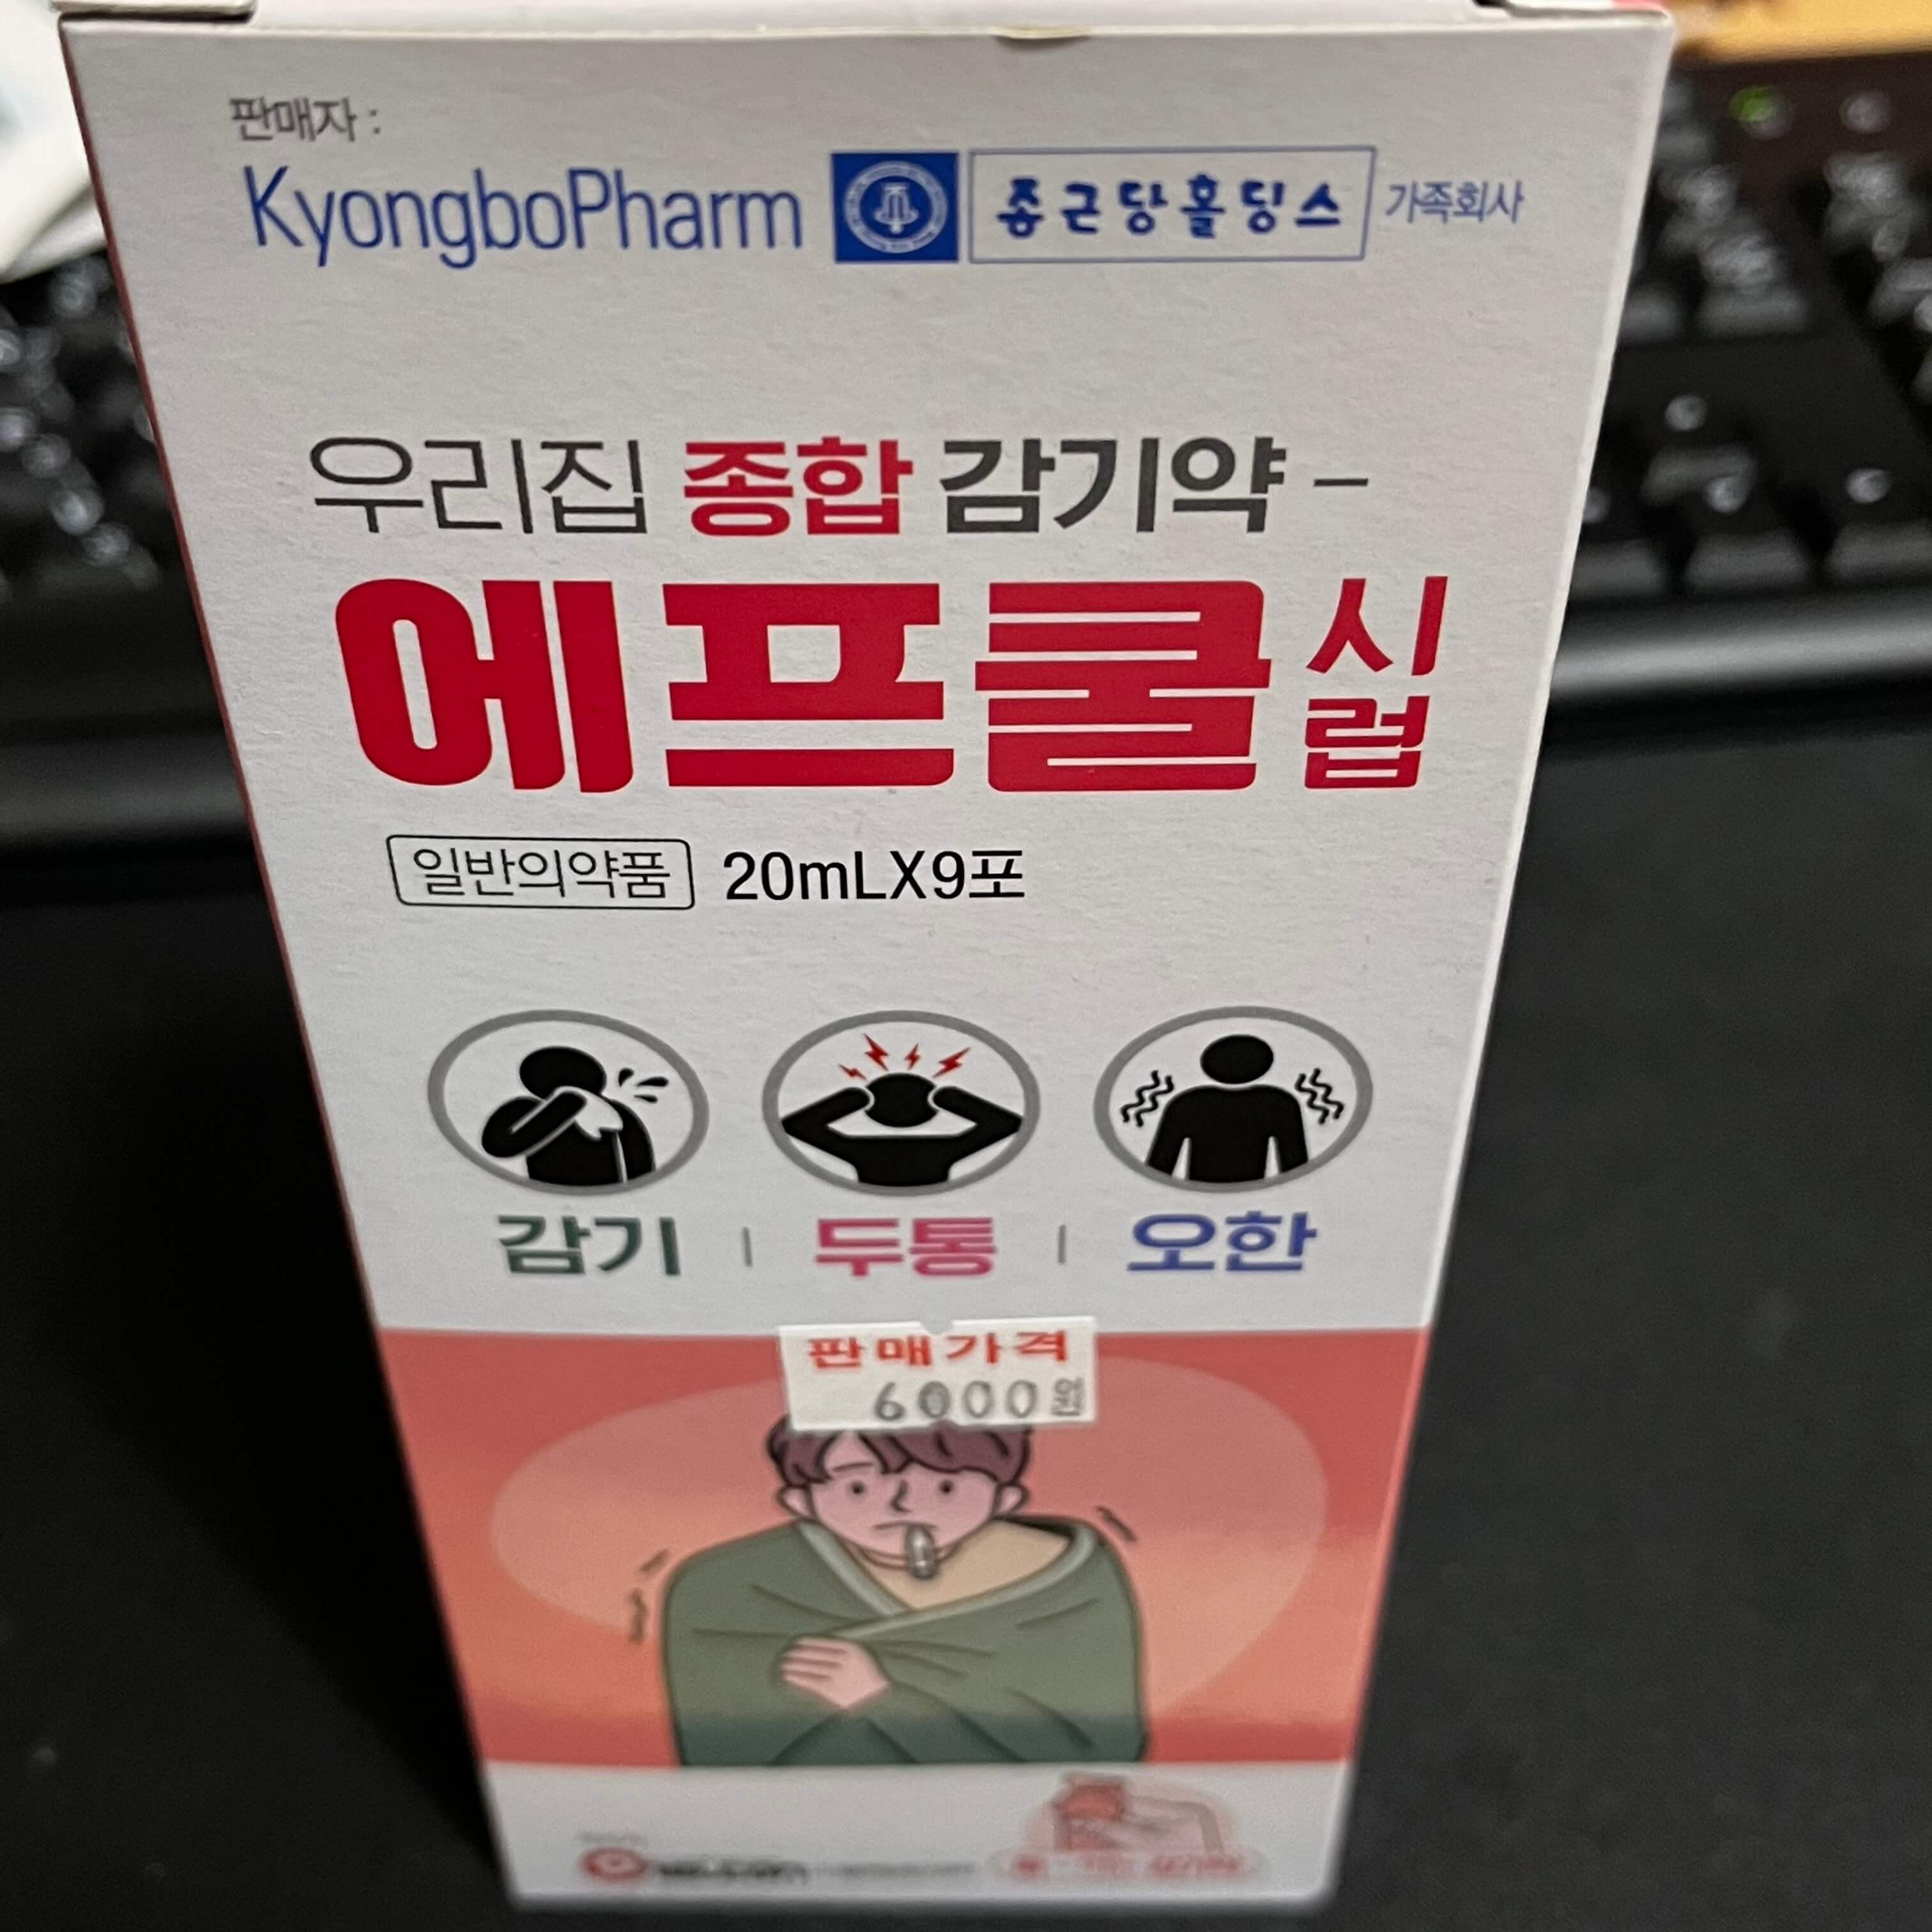 판매자 :
KyongboPharm 종근당홀딩스 가족회사
우리집 종합 감기약 –
에프쿨 시럽
일반의약품 20mLX9포
감기 | 두통 | 오한
판매가격
6000원